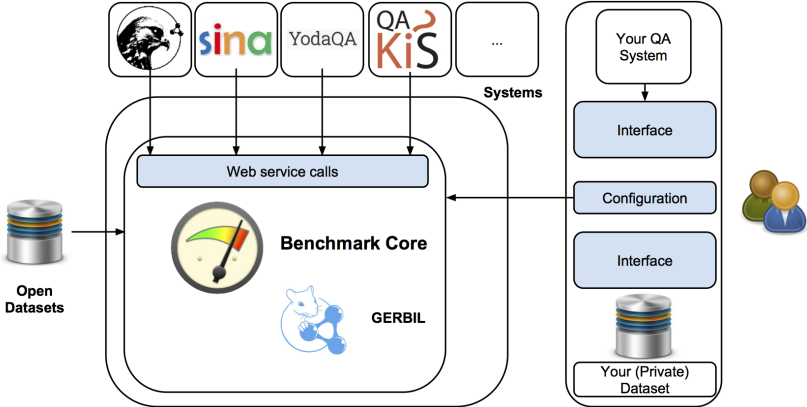 sina
YodaQA
QA
KiS
...
Systems
Your QA
System
Interface
Web service calls
Configuration
Benchmark Core
Interface
Open
Datasets
GERBIL
Your (Private)
Dataset